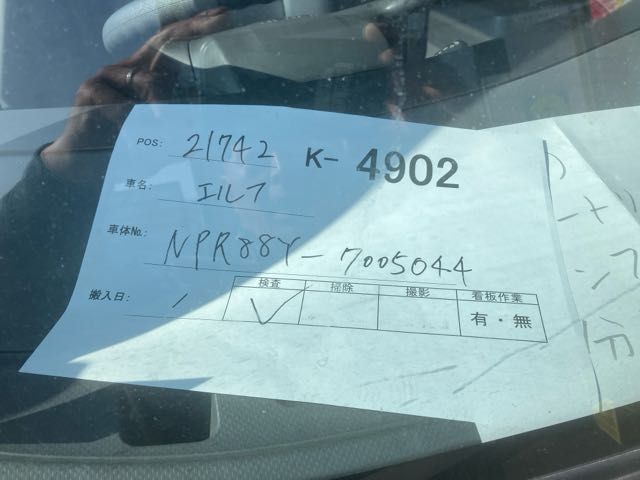 POS: 21742 K- 4902
車名: エルフ
車体No.: NPR88Y-7005044
搬入日: / 検査 掃除 撮影 看板作業
✓ 有・無
分